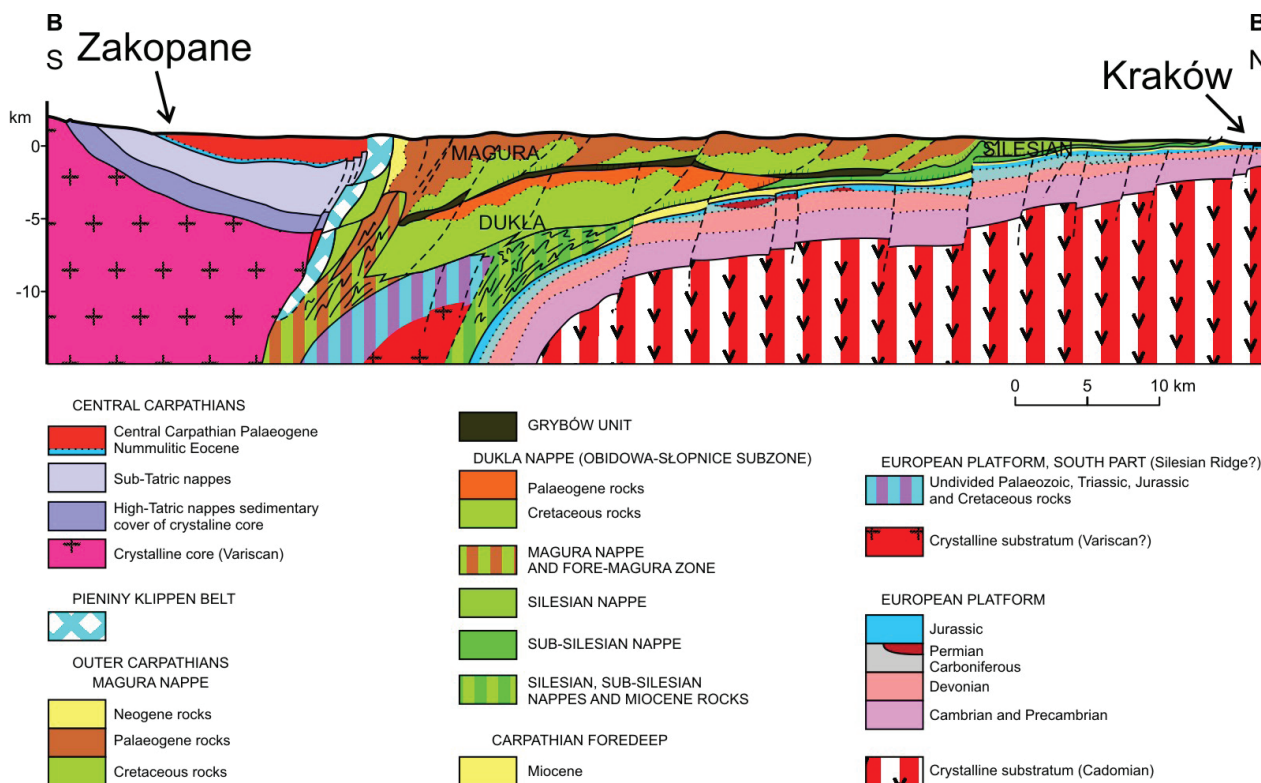 B
S
Zakopane
B
N
Kraków
km
0
-5
-10
MAGURA
DUKLA
SILESIAN
0 5 10 km
CENTRAL CARPATHIANS
Central Carpathian Palaeogene
Nummulitic Eocene
Sub-Tatric nappes
High-Tatric nappes sedimentary
cover of crystaline core
Crystalline core (Variscan)
PIENINY KLIPPEN BELT
OUTER CARPATHIANS
MAGURA NAPPE
Neogene rocks
Palaeogene rocks
Cretaceous rocks
GRYBÓW UNIT
DUKLA NAPPE (OBIDOWA-SŁOPNICE SUBZONE)
Palaeogene rocks
Cretaceous rocks
MAGURA NAPPE
AND FORE-MAGURA ZONE
SILESIAN NAPPE
SUB-SILESIAN NAPPE
SILESIAN, SUB-SILESIAN
NAPPES AND MIOCENE ROCKS
CARPATHIAN FOREDEEP
Miocene
EUROPEAN PLATFORM, SOUTH PART (Silesian Ridge?)
Undivided Palaeozoic, Triassic, Jurassic
and Cretaceous rocks
Crystalline substratum (Variscan?)
EUROPEAN PLATFORM
Jurassic
Permian
Carboniferous
Devonian
Cambrian and Precambrian
Crystalline substratum (Cadomian)